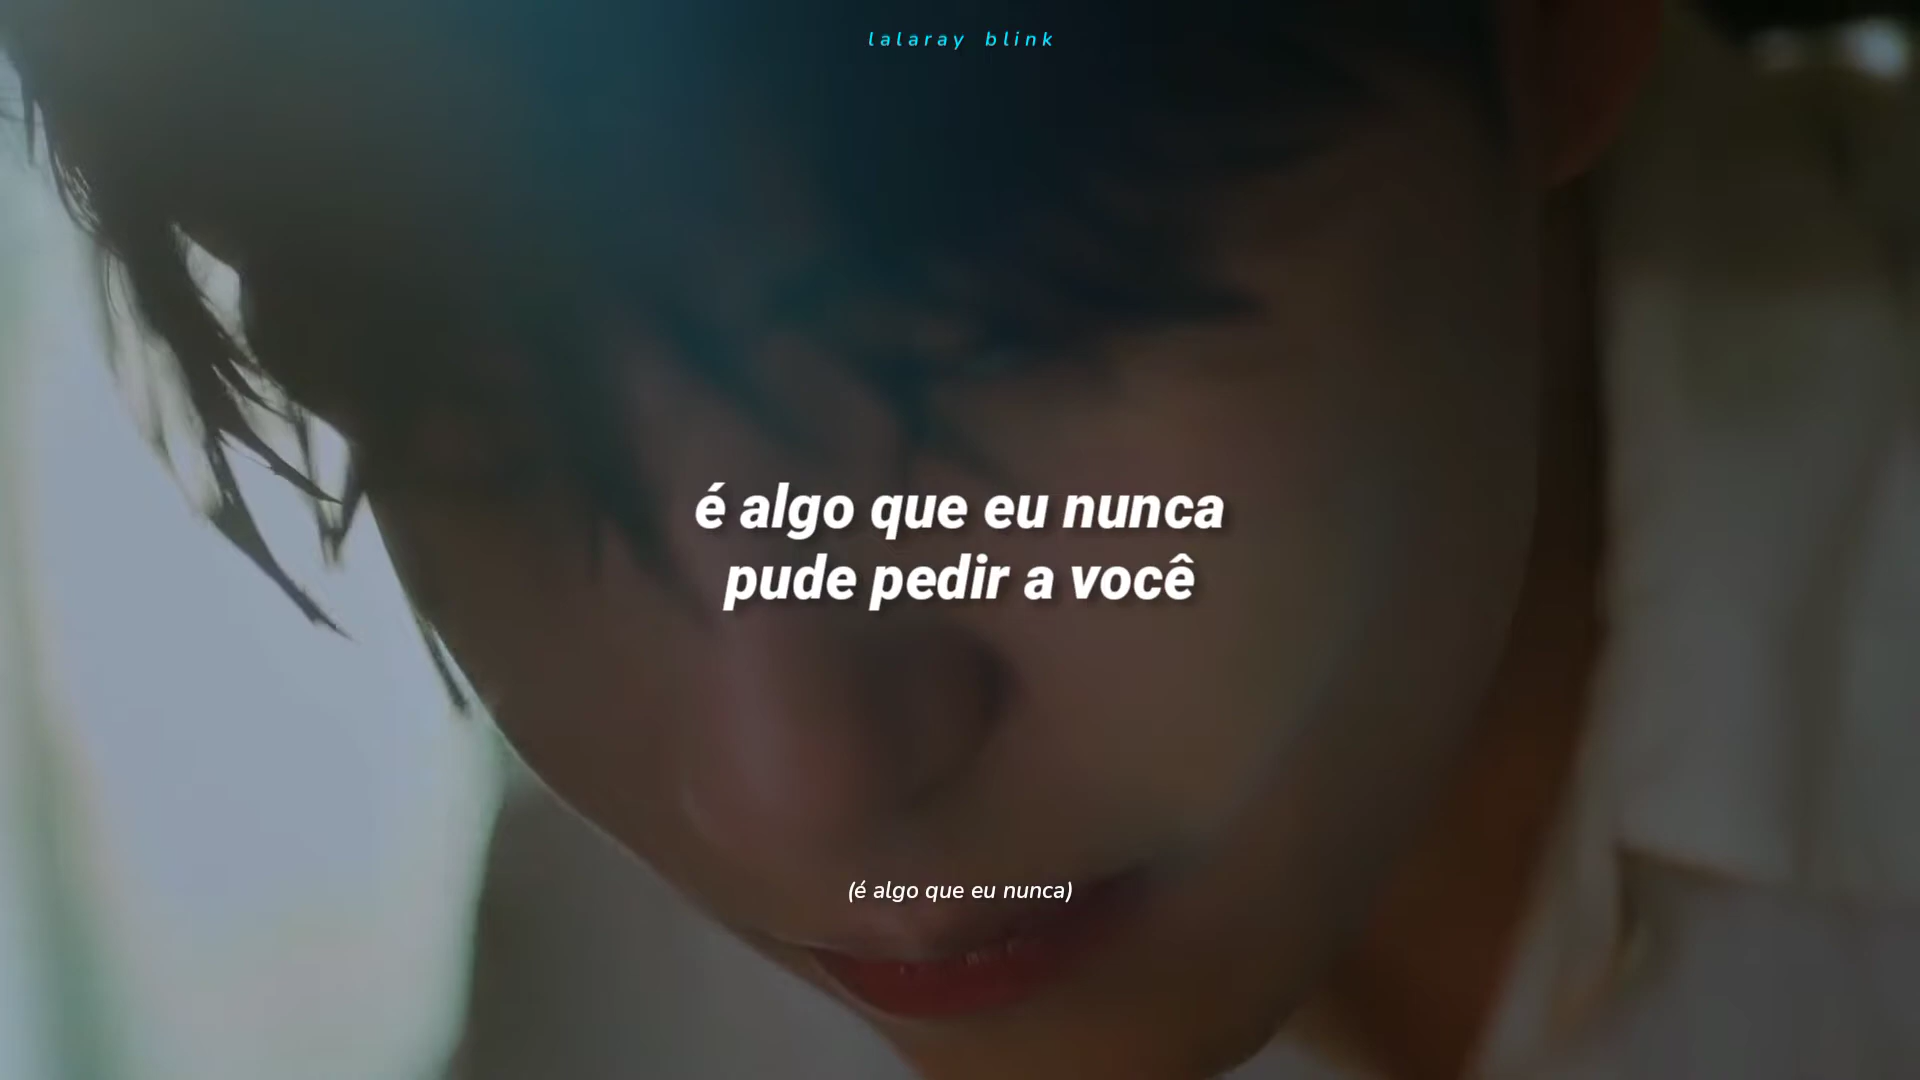 lalaray blink
é algo que eu nunca
pude pedir a você
(é algo que eu nunca)